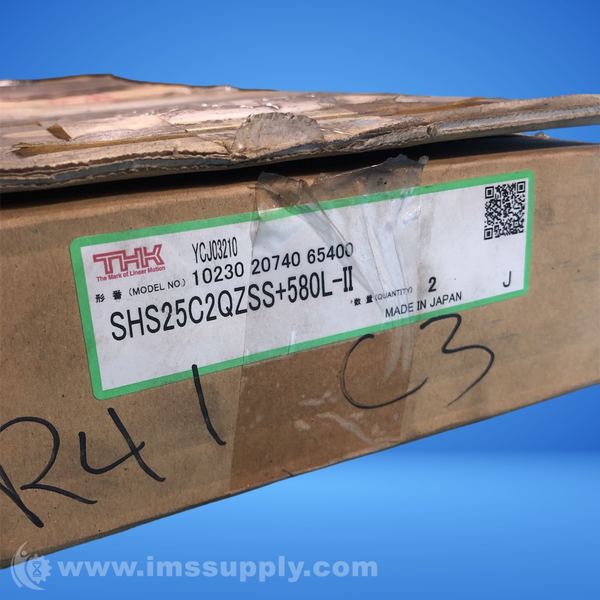 THK
The Mark of Linear Motion
YCJ03210
形 番 (MODEL NO.) 10230 20740 65400
SHS25C2QZSS+580L-II
数 量 (QUANTITY) 2 J
MADE IN JAPAN
R41 C3
www.imssupply.com